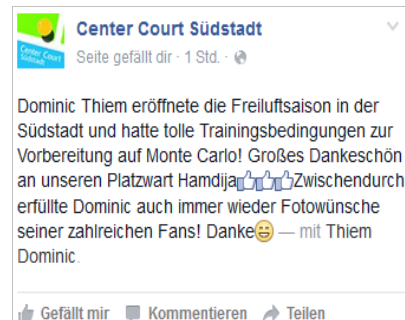 Center Court Südstadt
Center Court
Südstadt
Seite gefällt dir · 1 Std. ·
Dominic Thiem eröffnete die Freiluftsaison in der
Südstadt und hatte tolle Trainingsbedingungen zur
Vorbereitung auf Monte Carlo! Großes Dankeschön
an unseren Platzwart Hamdija👍👍👍Zwischendurch
erfüllte Dominic auch immer wieder Fotowünsche
seiner zahlreichen Fans! Danke😄 — mit Thiem
Dominic.
Gefällt mir Kommentieren Teilen